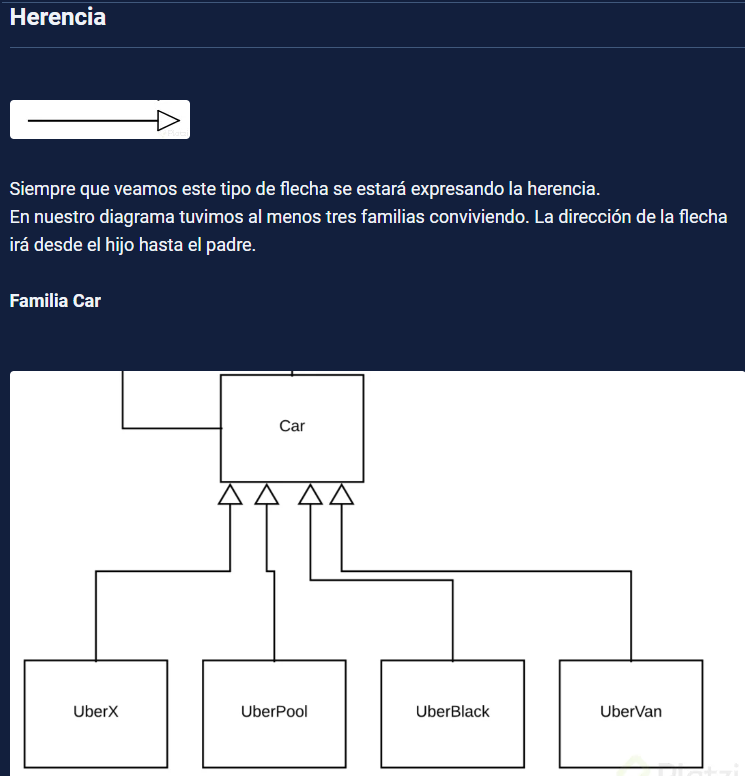 Herencia
Siempre que veamos este tipo de flecha se estará expresando la herencia.
En nuestro diagrama tuvimos al menos tres familias conviviendo. La dirección de la flecha
irá desde el hijo hasta el padre.
Familia Car
Car
UberX UberPool UberBlack UberVan